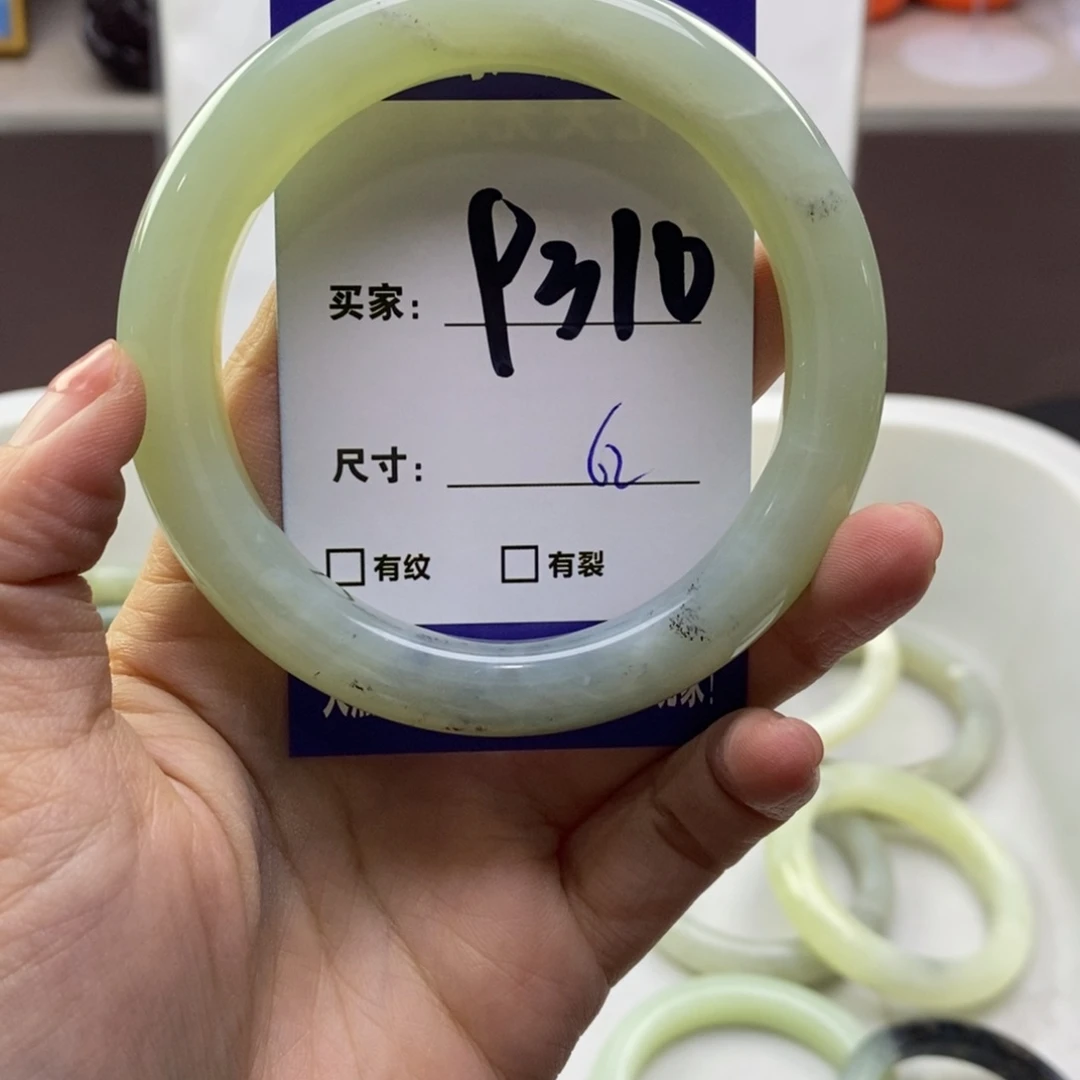 买家: P310
尺寸: 62
□ 有纹 □ 有裂